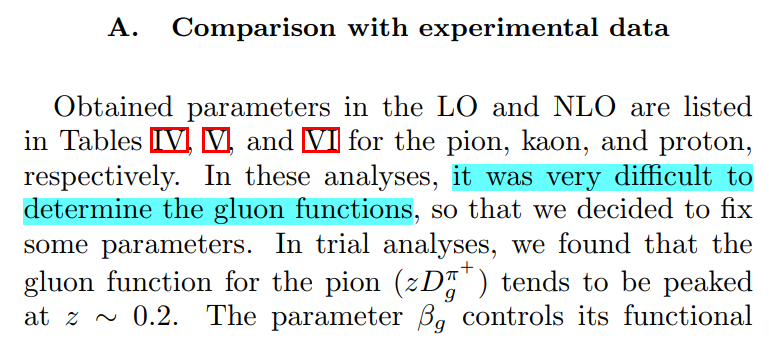 A. Comparison with experimental data
Obtained parameters in the LO and NLO are listed
in Tables IV, V, and VI for the pion, kaon, and proton,
respectively. In these analyses, it was very difficult to
determine the gluon functions, so that we decided to fix
some parameters. In trial analyses, we found that the
gluon function for the pion (zD_g^{π^+}) tends to be peaked
at z ∼ 0.2. The parameter β_g controls its functional